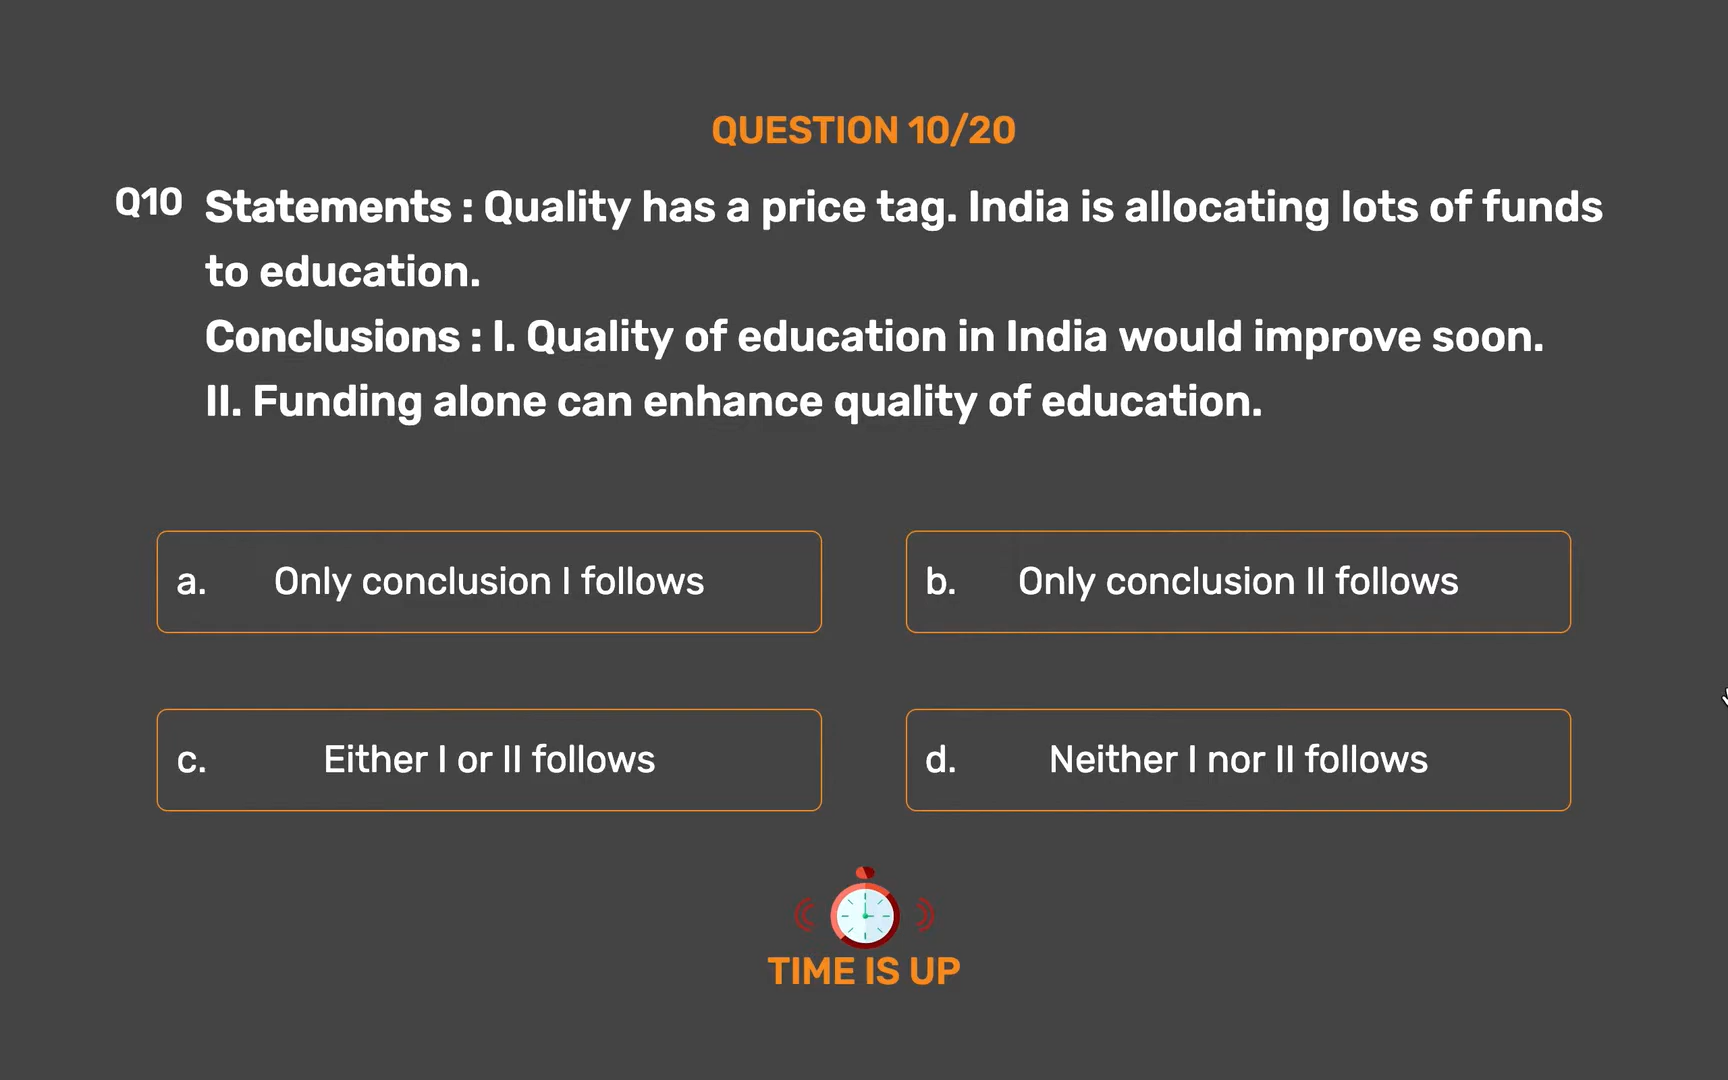 QUESTION 10/20
Q10 Statements : Quality has a price tag. India is allocating lots of funds
to education.
Conclusions : I. Quality of education in India would improve soon.
II. Funding alone can enhance quality of education.
a. Only conclusion I follows
b. Only conclusion II follows
c. Either I or II follows
d. Neither I nor II follows
TIME IS UP